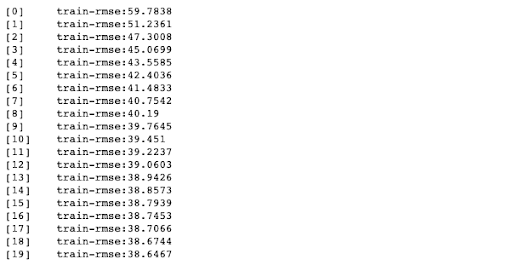 [0] train-rmse:59.7838
[1] train-rmse:51.2361
[2] train-rmse:47.3008
[3] train-rmse:45.0699
[4] train-rmse:43.5585
[5] train-rmse:42.4036
[6] train-rmse:41.4833
[7] train-rmse:40.7542
[8] train-rmse:40.19
[9] train-rmse:39.7645
[10] train-rmse:39.451
[11] train-rmse:39.2237
[12] train-rmse:39.0603
[13] train-rmse:38.9426
[14] train-rmse:38.8573
[15] train-rmse:38.7939
[16] train-rmse:38.7453
[17] train-rmse:38.7066
[18] train-rmse:38.6744
[19] train-rmse:38.6467